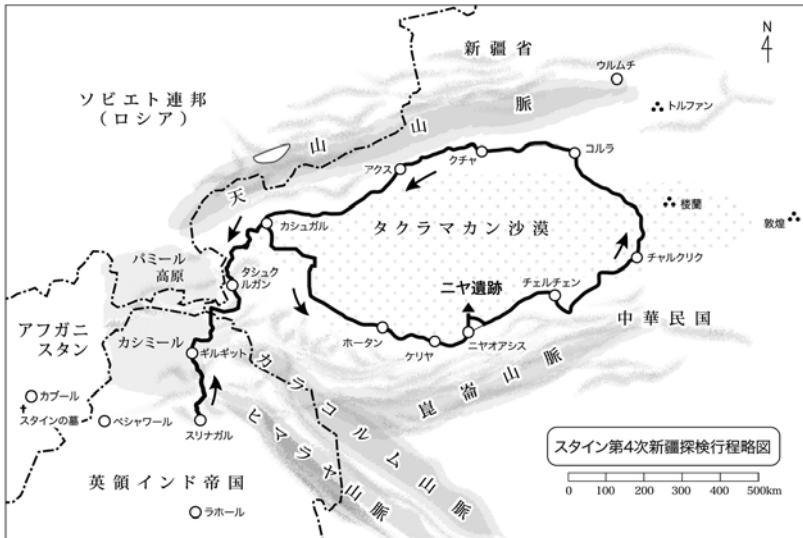 新疆省
N
4
ウルムチ
ソビエト連邦
(ロシア)
トルファン
天山山脈
コルラ
クチャ
アクス
楼蘭
敦煌
カシュガル
タクラマカン沙漠
パミール
高原
タシュク
ルガン
チャルクリク
ニヤ遺跡
チェルチェン
中華民国
アフガニ
スタン
カシミール
ホータン
ケリヤ
ニヤオアシス
ギルギット
カラコルム山脈
崑崙山脈
カブール
スタインの墓
ペシャワール
スリナガル
ヒマラヤ山脈
スタイン第4次新疆探検行程略図
英領インド帝国
0 100 200 300 400 500km
ラホール